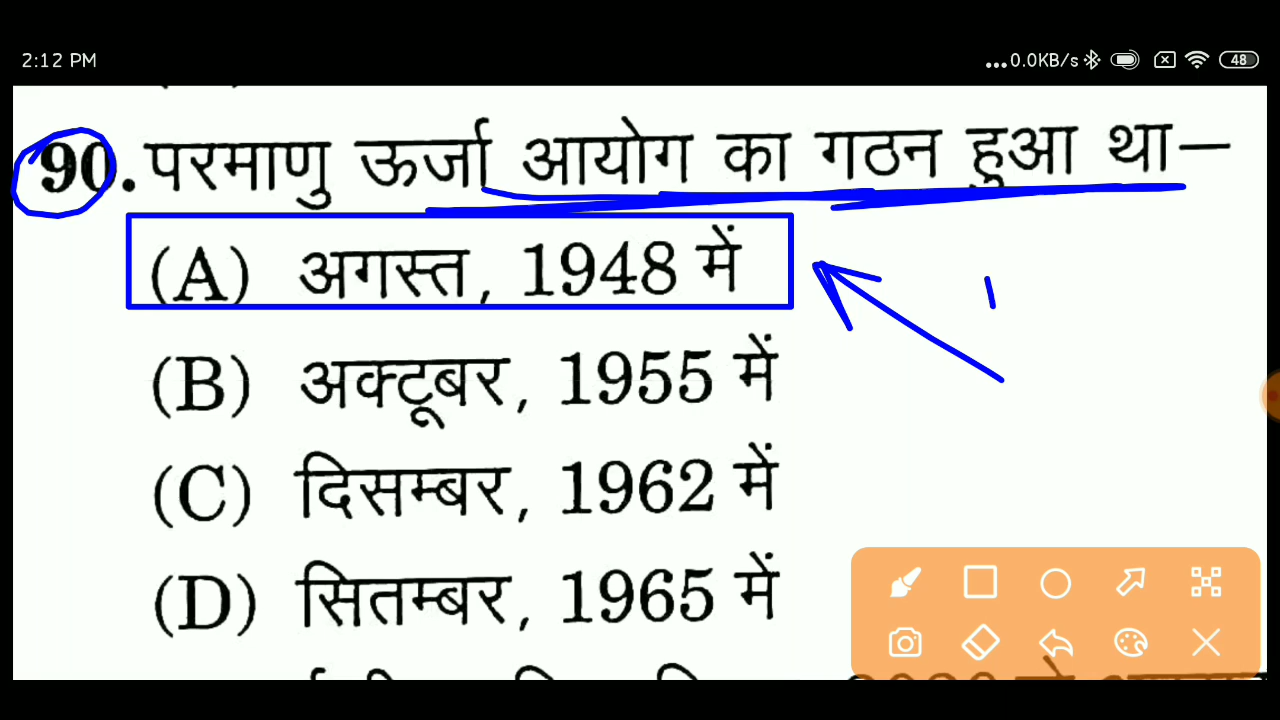 2:12 PM
...0.0KB/s 48
90. परमाणु ऊर्जा आयोग का गठन हुआ था—
(A) अगस्त, 1948 में
(B) अक्टूबर, 1955 में
(C) दिसम्बर, 1962 में
(D) सितम्बर, 1965 में